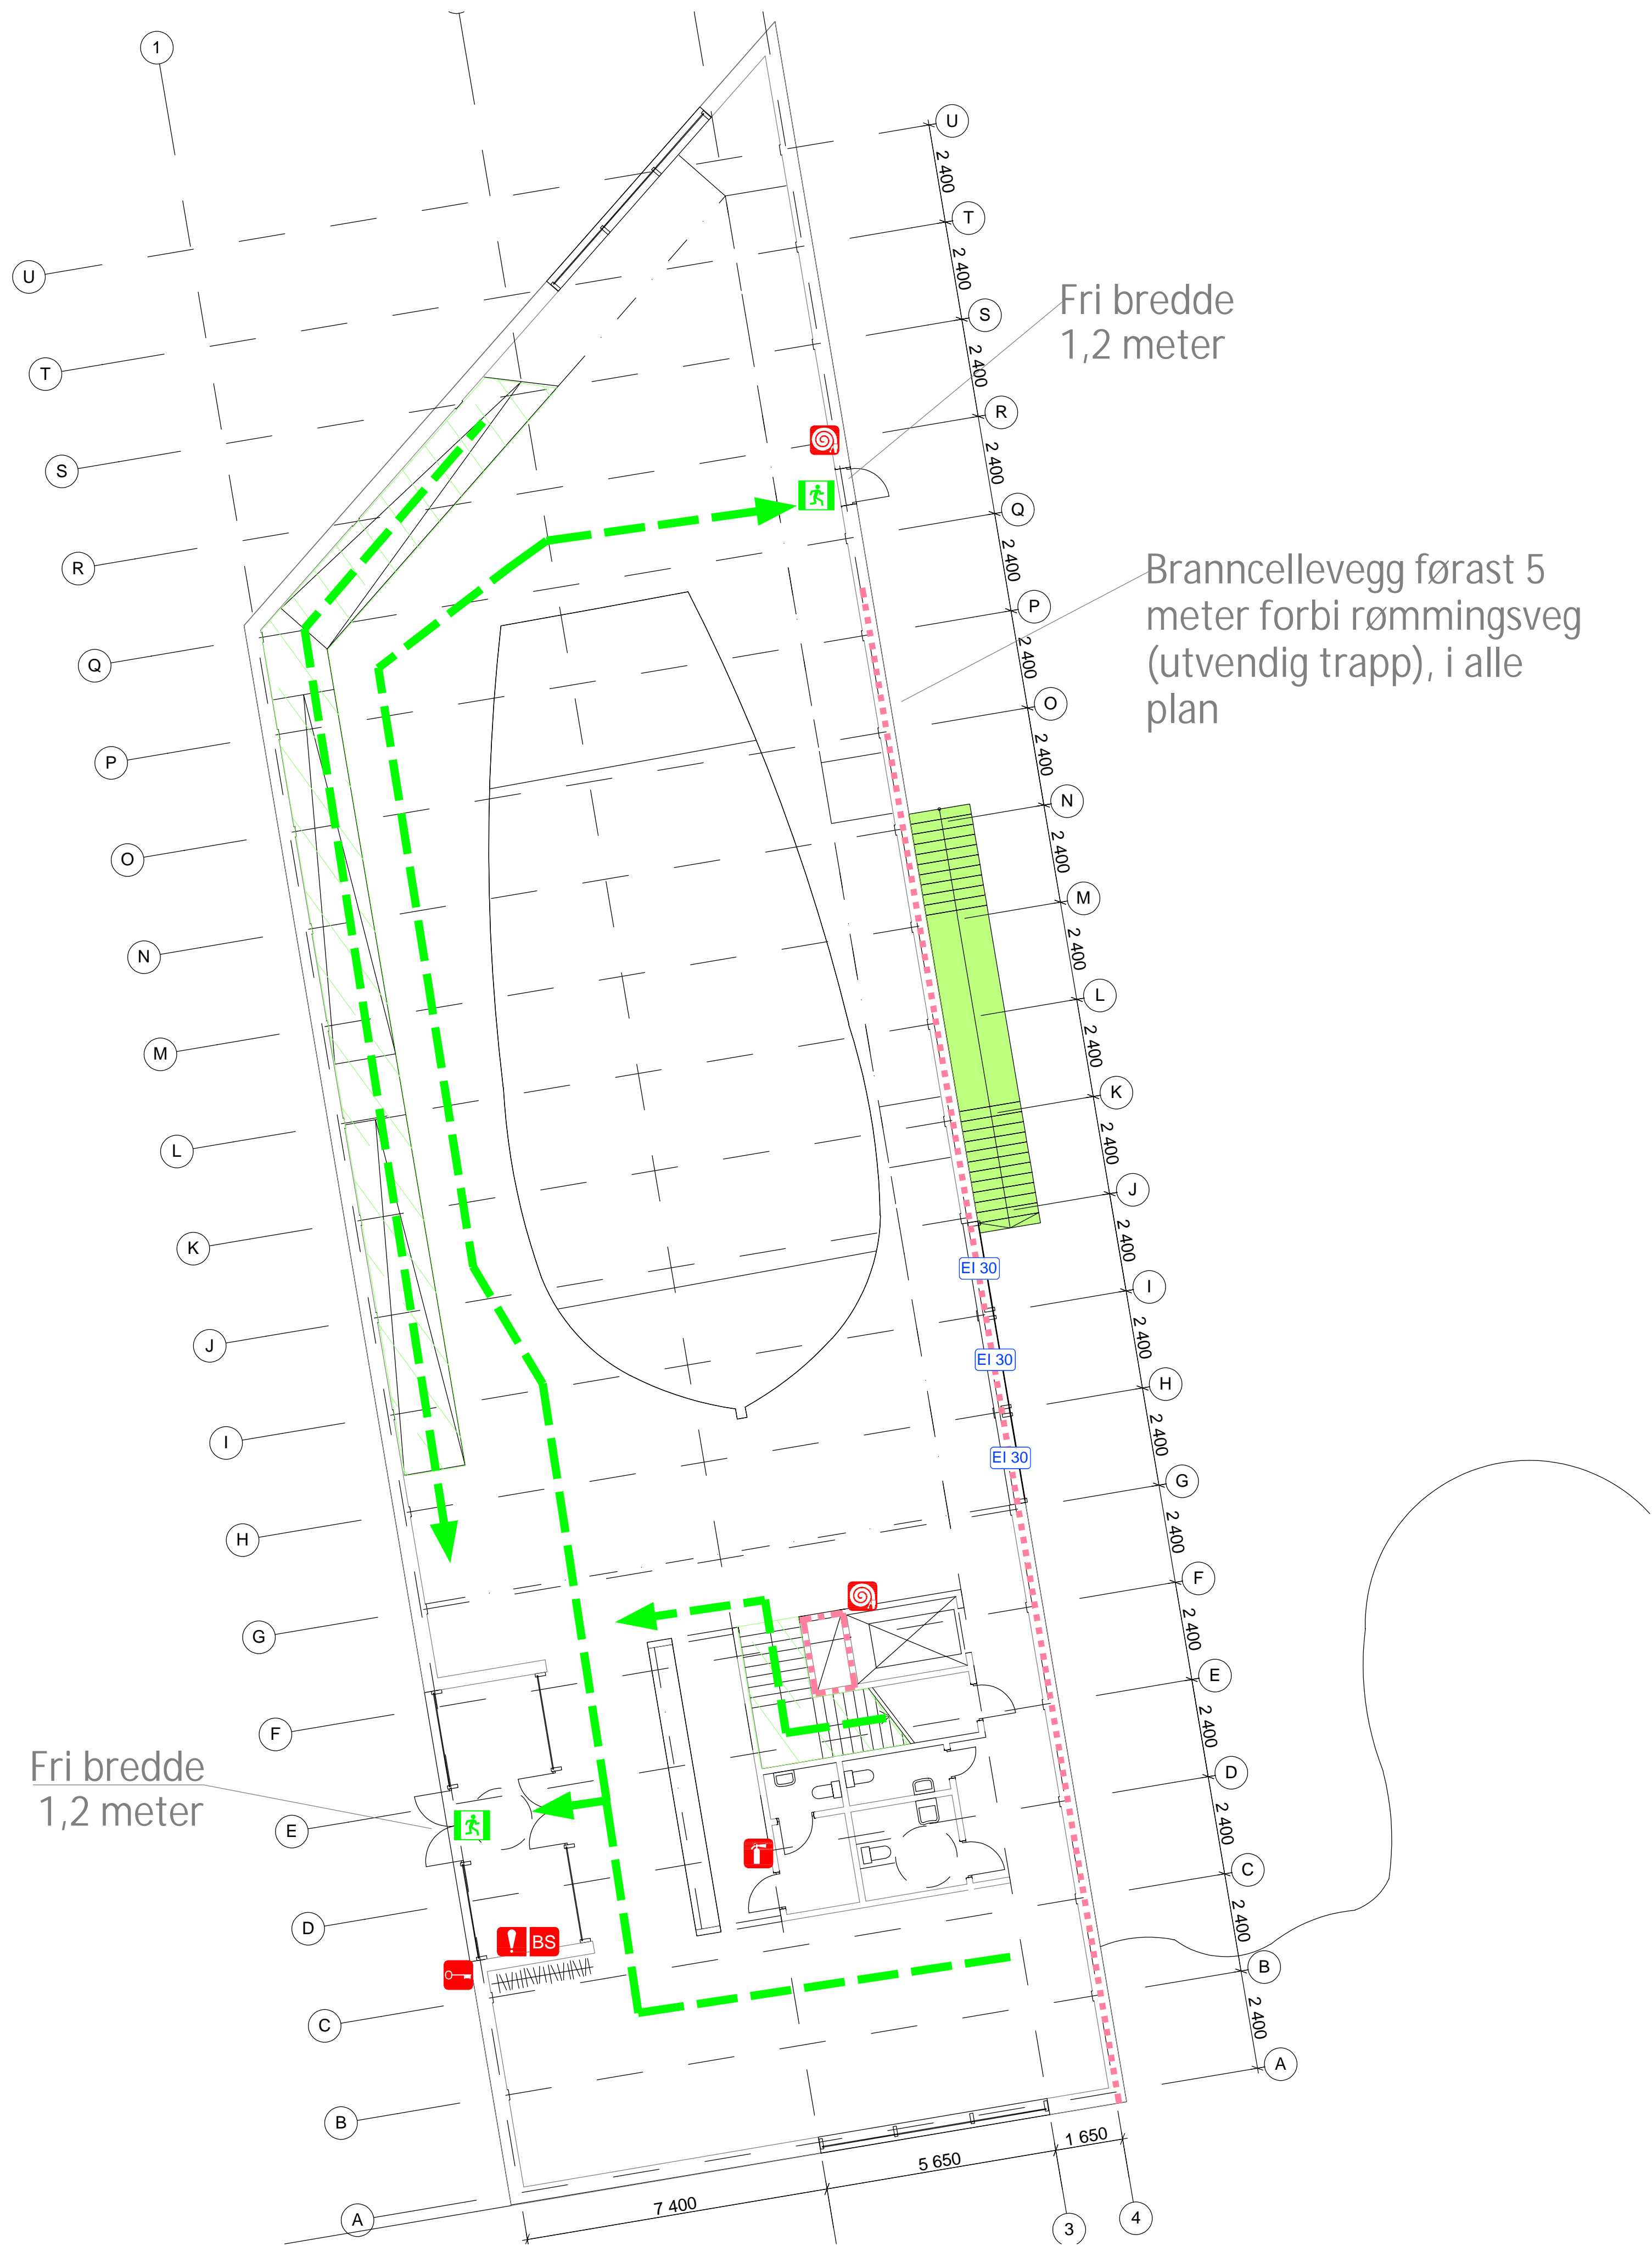 1
U
2 400
T
2 400
S
2 400
R
2 400
Q
2 400
P
2 400
O
2 400
N
2 400
M
2 400
L
2 400
K
2 400
J
2 400
I
2 400
H
2 400
G
2 400
F
2 400
E
2 400
D
2 400
C
2 400
B
2 400
A
Fri bredde
1,2 meter
Branncellevegg førast 5
meter forbi rømmingsveg
(utvendig trapp), i alle
plan
U
T
S
R
Q
P
O
N
M
L
K
J
I
H
G
F
E
D
C
B
A
EI 30
EI 30
EI 30
Fri bredde
1,2 meter
BS
7 400
5 650
1 650
3
4